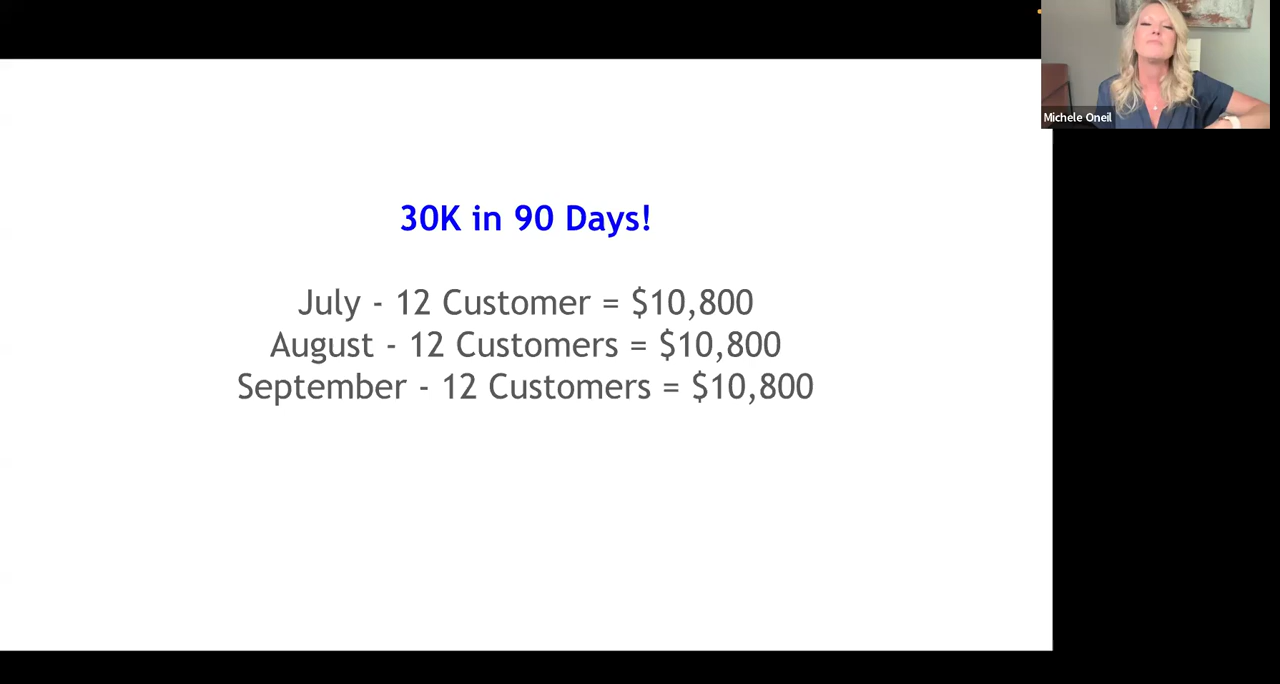 Michele Oneil
30K in 90 Days!
July - 12 Customer = $10,800
August - 12 Customers = $10,800
September - 12 Customers = $10,800